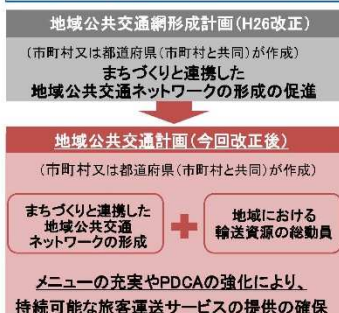 地域公共交通網形成計画(H26改正)
(市町村又は都道府県(市町村と共同)が作成)
まちづくりと連携した
地域公共交通ネットワークの形成の促進
地域公共交通計画(今回改正後)
(市町村又は都道府県(市町村と共同)が作成)
まちづくりと連携した
地域公共交通
ネットワークの形成
+
地域における
輸送資源の総動員
メニューの充実やPDCAの強化により、
持続可能な旅客運送サービスの提供の確保